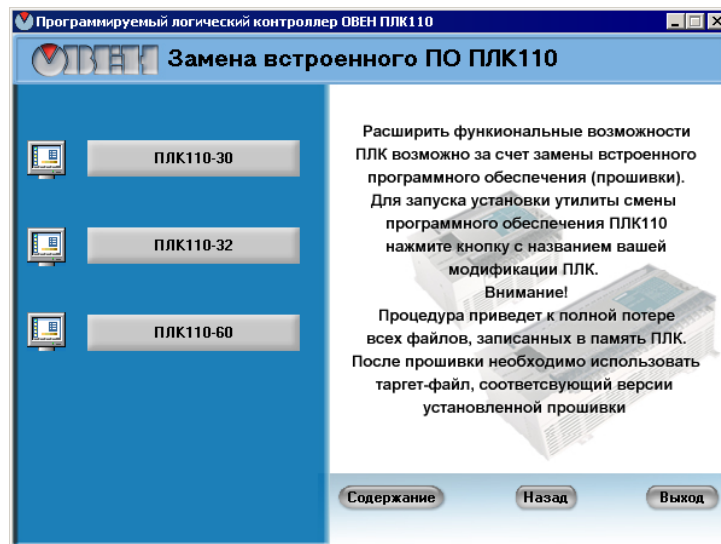 Программируемый логический контроллер ОВЕН ПЛК110
ОВЕН Замена встроенного ПО ПЛК110
ПЛК110-30
ПЛК110-32
ПЛК110-60
Расширить функиональные возможности
ПЛК возможно за счет замены встроенного
программного обеспечения (прошивки).
Для запуска установки утилиты смены
программного обеспечения ПЛК110
нажмите кнопку с названием вашей
модификации ПЛК.
Внимание!
Процедура приведет к полной потере
всех файлов, записанных в память ПЛК.
После прошивки необходимо использовать
таргет-файл, соответсвующий версии
установленной прошивки
Содержание
Назад
Выход